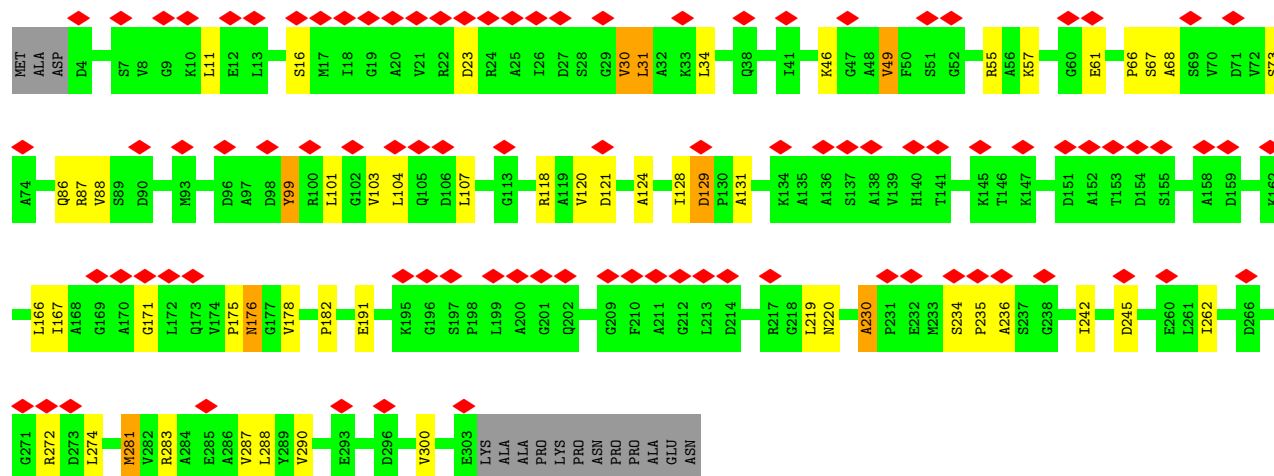 MET ALA ASP D4 S7 V8 G9 K10 L11 E12 L13 S16 M17 I18 G19 A20 V21 R22 D23 R24 A25 I26 D27 S28 G29 V30 L31 A32 K33 L34 Q38 I41 K46 G47 A48 V49 F50 S51 G52 R55 A56 K57 G60 E61 P66 S67 A68 S69 V70 D71 V72 S73
A74 Q86 R87 V88 S89 D90 M93 D96 A97 D98 Y99 R100 L101 G102 V103 L104 Q105 D106 L107 G113 R118 A119 V120 D121 A124 I128 D129 P130 A131 K134 A135 A136 S137 A138 V139 H140 T141 K145 T146 K147 D151 A152 T153 D154 S155 A158 D159 K162
L166 I167 A168 G169 A170 G171 L172 Q173 V174 P175 N176 G177 V178 P182 E191 K195 G196 S197 P198 L199 A200 G201 Q202 G209 F210 A211 G212 L213 D214 R217 G218 L219 N220 A230 P231 E232 M233 S234 P235 A236 S237 G238 I242 D245 E260 L261 I262 D266
G271 R272 D273 L274 M281 V282 R283 A284 E285 A286 V287 L288 Y289 V290 E293 D296 V300 E303 LYS ALA ALA PRO LYS PRO ASN PRO PRO ALA GLU ASN